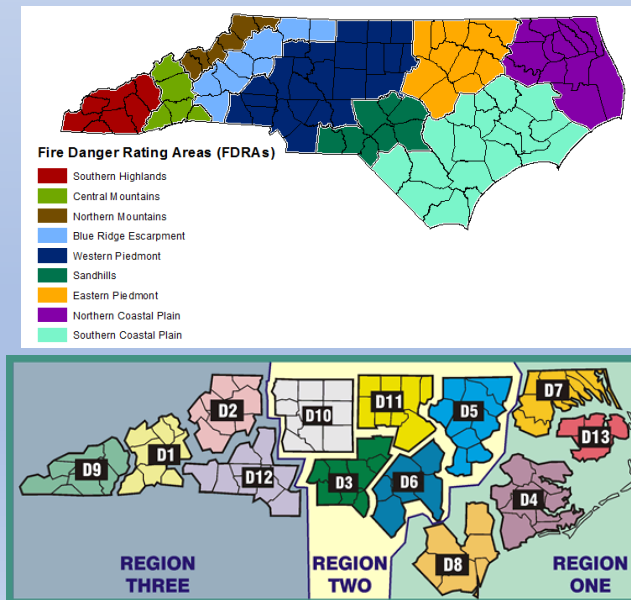 Fire Danger Rating Areas (FDRAs)
Southern Highlands
Central Mountains
Northern Mountains
Blue Ridge Escarpment
Western Piedmont
Sandhills
Eastern Piedmont
Northern Coastal Plain
Southern Coastal Plain
D2
D10
D11
D5
D7
D13
D1
D9
D12
D3
D6
D4
D8
REGION
THREE
REGION
TWO
REGION
ONE